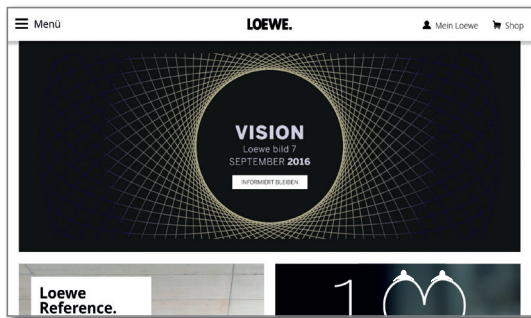 Menü
LOEWE.
Mein Loewe
Shop
VISION
Loewe bild 7
SEPTEMBER 2016
INFORMIERT BLEIBEN
Loewe
Reference.
1